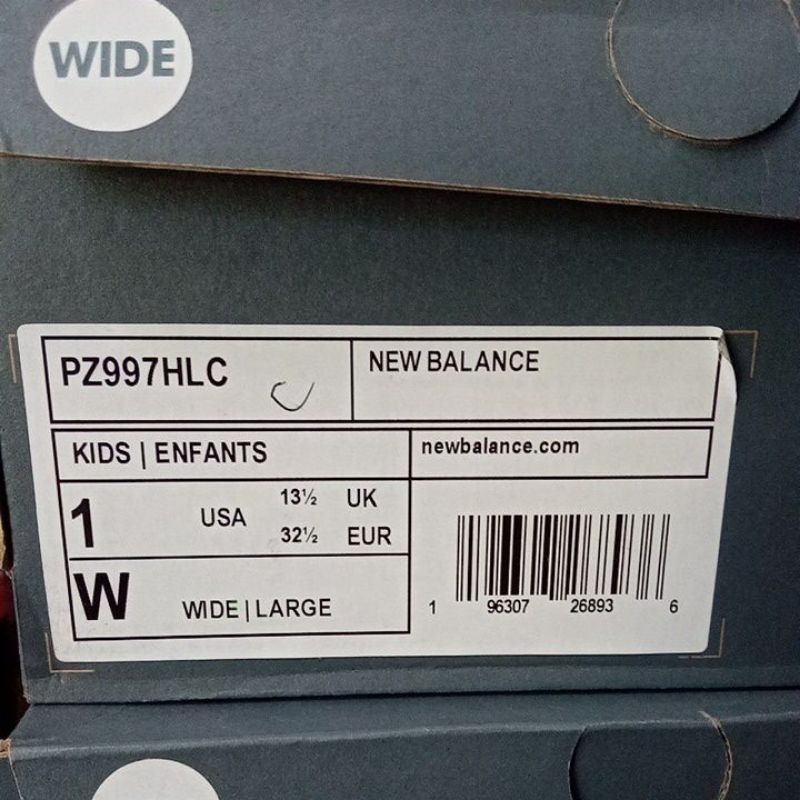 WIDE
PZ997HLC
NEW BALANCE
KIDS | ENFANTS
newbalance.com
1 USA 13½ UK
32½ EUR
W WIDE | LARGE
1 96307 26893 6